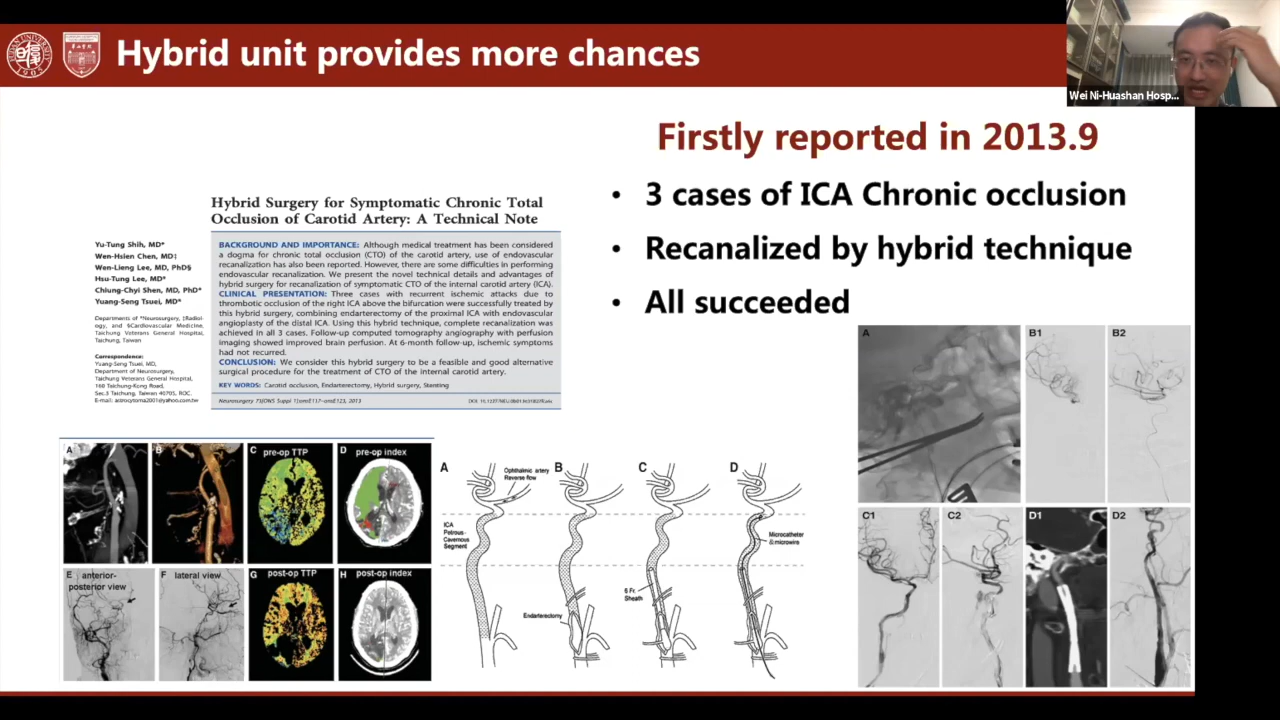 Hybrid unit provides more chances
Wei Ni-Huashan Hosp...
Firstly reported in 2013.9
• 3 cases of ICA Chronic occlusion
• Recanalized by hybrid technique
• All succeeded
Hybrid Surgery for Symptomatic Chronic Total
Occlusion of Carotid Artery: A Technical Note
Yu-Tung Shih, MD*
Wen-Hsien Chen, MD‡
Wen-Lieng Lee, MD, PhD§
Hsu-Tung Lee, MD*
Chiung-Chyi Shen, MD, PhD*
Yuang-Seng Tsuei, MD*
Departments of *Neurosurgery, ‡Radiol-
ogy, and §Cardiovascular Medicine,
Taichung Veterans General Hospital,
Taichung, Taiwan
Correspondence:
Yuang-Seng Tsuei, MD,
Department of Neurosurgery,
Taichung Veterans General Hospital,
160 Taichung-Kong Road,
Sec.3 Taichung, Taiwan 40705, ROC.
E-mail: astrocytoma2001@yahoo.com.tw
BACKGROUND AND IMPORTANCE: Although medical treatment has been considered
a dogma for chronic total occlusion (CTO) of the carotid artery, use of endovascular
recanalization has also been reported. However, there are some difficulties in performing
endovascular recanalization. We present the novel technical details and advantages of
hybrid surgery for recanalization of symptomatic CTO of the internal carotid artery (ICA).
CLINICAL PRESENTATION: Three cases with recurrent ischemic attacks due to
thrombotic occlusion of the right ICA above the bifurcation were successfully treated by
this hybrid surgery, combining endarterectomy of the proximal ICA with endovascular
angioplasty of the distal ICA. Using this hybrid technique, complete recanalization was
achieved in all 3 cases. Follow-up computed tomography angiography with perfusion
imaging showed improved brain perfusion. At 6-month follow-up, ischemic symptoms
had not recurred.
CONCLUSION: We consider this hybrid surgery to be a feasible and good alternative
surgical procedure for the treatment of CTO of the internal carotid artery.
KEY WORDS: Carotid occlusion, Endarterectomy, Hybrid surgery, Stenting
Neurosurgery 73[ONS Suppl 1]:ons E117–ons E123, 2013
DOI:
A
B
C pre-op TTP
D pre-op index
E anterior-
posterior view
F lateral view
G post-op TTP
H post-op index
A
B
C
D
Ophthalmic artery
Reverse flow
ICA
Petrous-
Cavernous
Segment
Endarterectomy
6 Fr.
Sheath
Microcatheter
& microwire
A
B1
B2
C1
C2
D1
D2